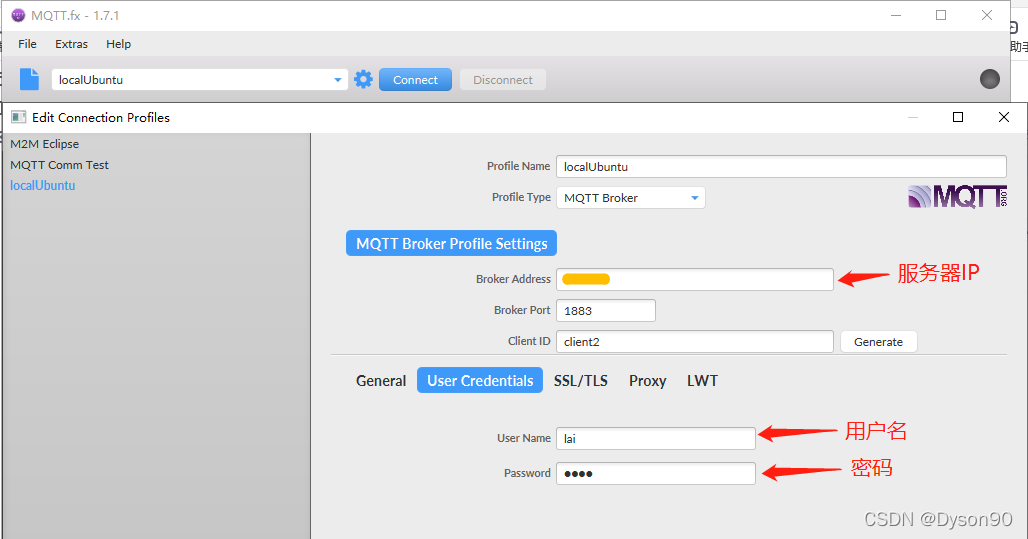 MQTT.fx - 1.7.1
File Extras Help
助手
localUbuntu Connect Disconnect
Edit Connection Profiles
M2M Eclipse
MQTT Comm Test
localUbuntu
Profile Name localUbuntu
Profile Type MQTT Broker
MQTT.ORG
MQTT Broker Profile Settings
Broker Address 服务器IP
Broker Port 1883
Client ID client2 Generate
General User Credentials SSL/TLS Proxy LWT
User Name lai 用户名
Password ●●●● 密码
CSDN @Dyson90